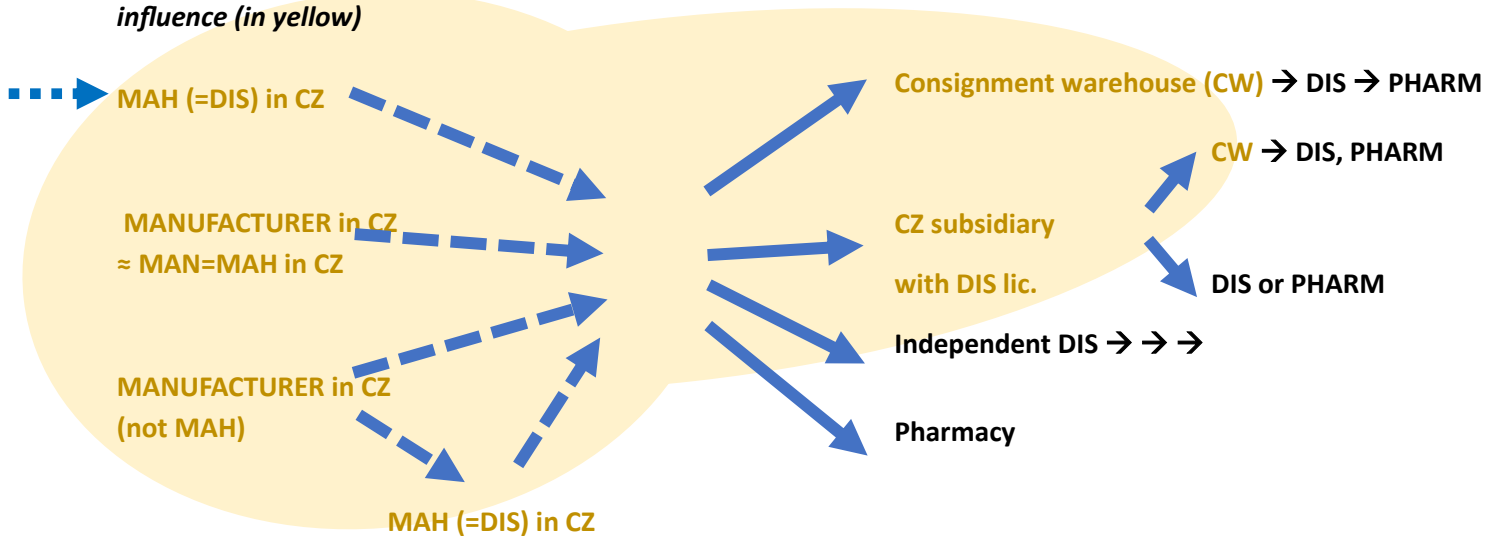 influence (in yellow)
MAH (=DIS) in CZ
MANUFACTURER in CZ
≈ MAN=MAH in CZ
MANUFACTURER in CZ
(not MAH)
MAH (=DIS) in CZ
Consignment warehouse (CW) → DIS → PHARM
CW → DIS, PHARM
CZ subsidiary
with DIS lic.
DIS or PHARM
Independent DIS → → →
Pharmacy